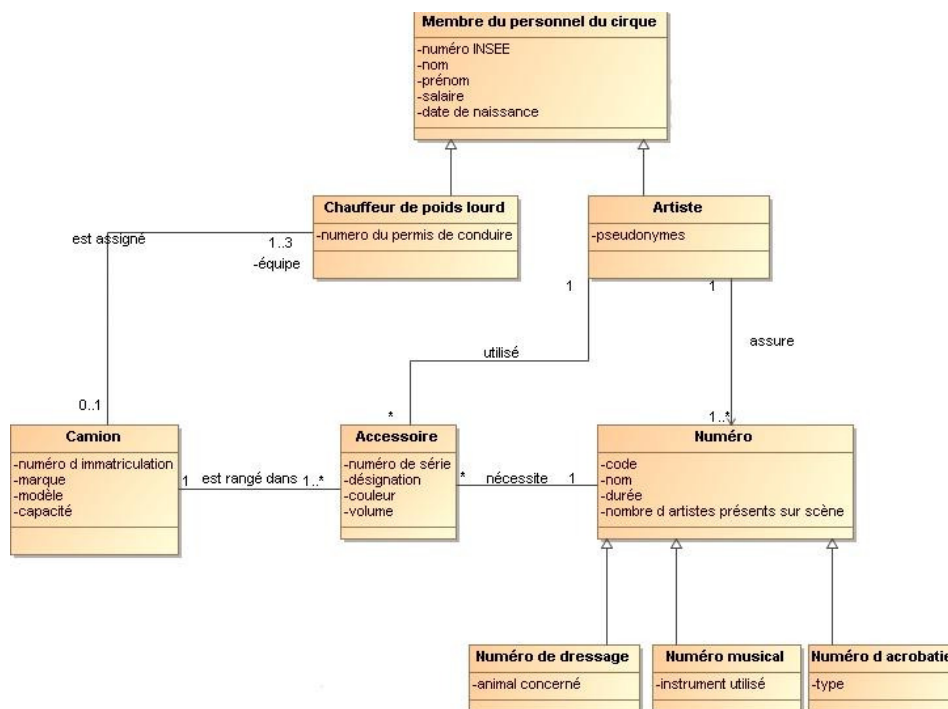 Membre du personnel du cirque
-numéro INSEE
-nom
-prénom
-salaire
-date de naissance
Chauffeur de poids lourd
-numero du permis de conduire
Artiste
-pseudonymes
est assigné
1..3
-équipe
1
1
utilisé
assure
0..1
*
1..*
Camion
-numéro d immatriculation
-marque
-modèle
-capacité
1
est rangé dans
1..*
Accessoire
-numéro de série
-désignation
-couleur
-volume
*
nécessite
1
Numéro
-code
-nom
-durée
-nombre d artistes présents sur scène
Numéro de dressage
-animal concerné
Numéro musical
-instrument utilisé
Numéro d acrobatie
-type